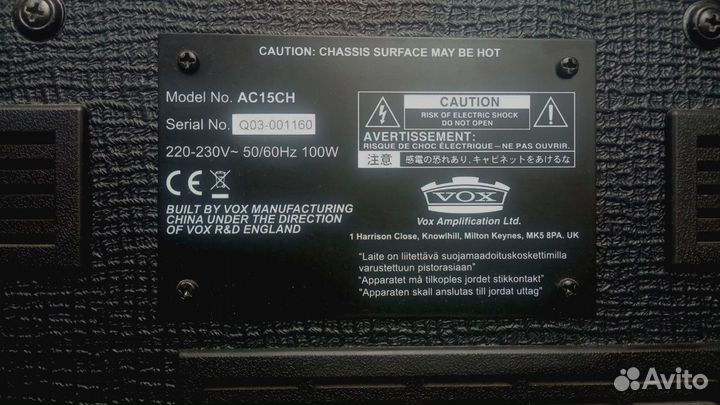 CAUTION: CHASSIS SURFACE MAY BE HOT
Model No. AC15CH
Serial No. Q03-001160
220-230V~ 50/60Hz 100W
CE
BUILT BY VOX MANUFACTURING
CHINA UNDER THE DIRECTION
OF VOX R&D ENGLAND
CAUTION
RISK OF ELECTRIC SHOCK
DO NOT OPEN
AVERTISSEMENT:
RISQUE DE CHOC ÉLECTRIQUE—NE PAS OUVRIR.
注意 感電の恐れあり、キャビネットをあけるな
VOX
Vox Amplification Ltd.
1 Harrison Close, Knowlhill, Milton Keynes, MK5 8PA. UK
"Laite on liitettävä suojamaadoituskoskettimilla
varustettuun pistorasiaan"
"Apparatet må tilkoples jordet stikkontakt"
"Apparaten skall anslutas till jordat uttag"
Avito